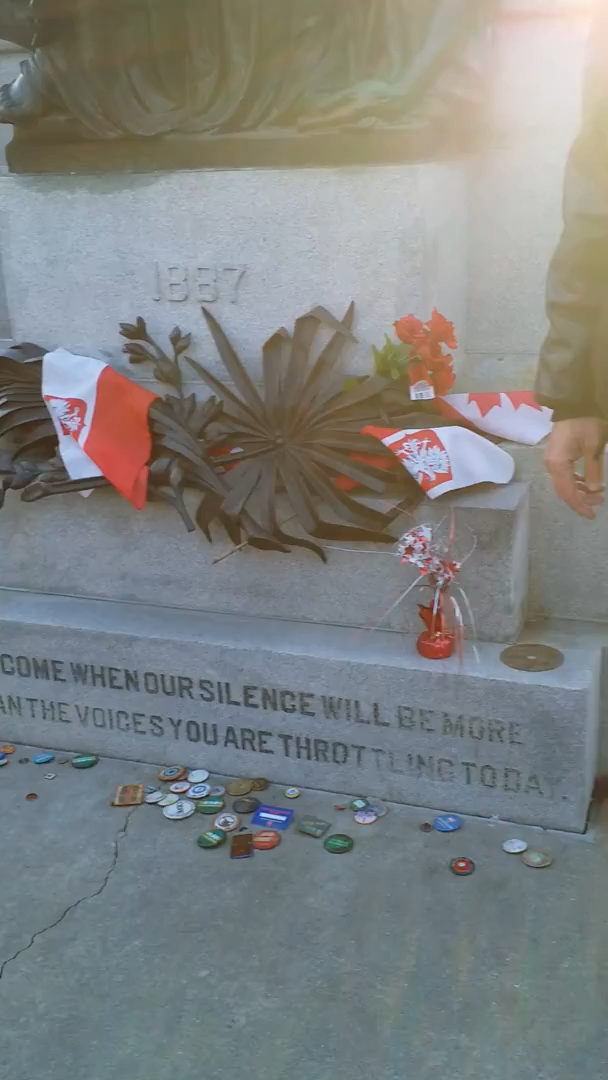 1887
COME WHEN OUR SILENCE WILL BE MORE
AN THE VOICES YOU ARE THROTTLING TODAY.